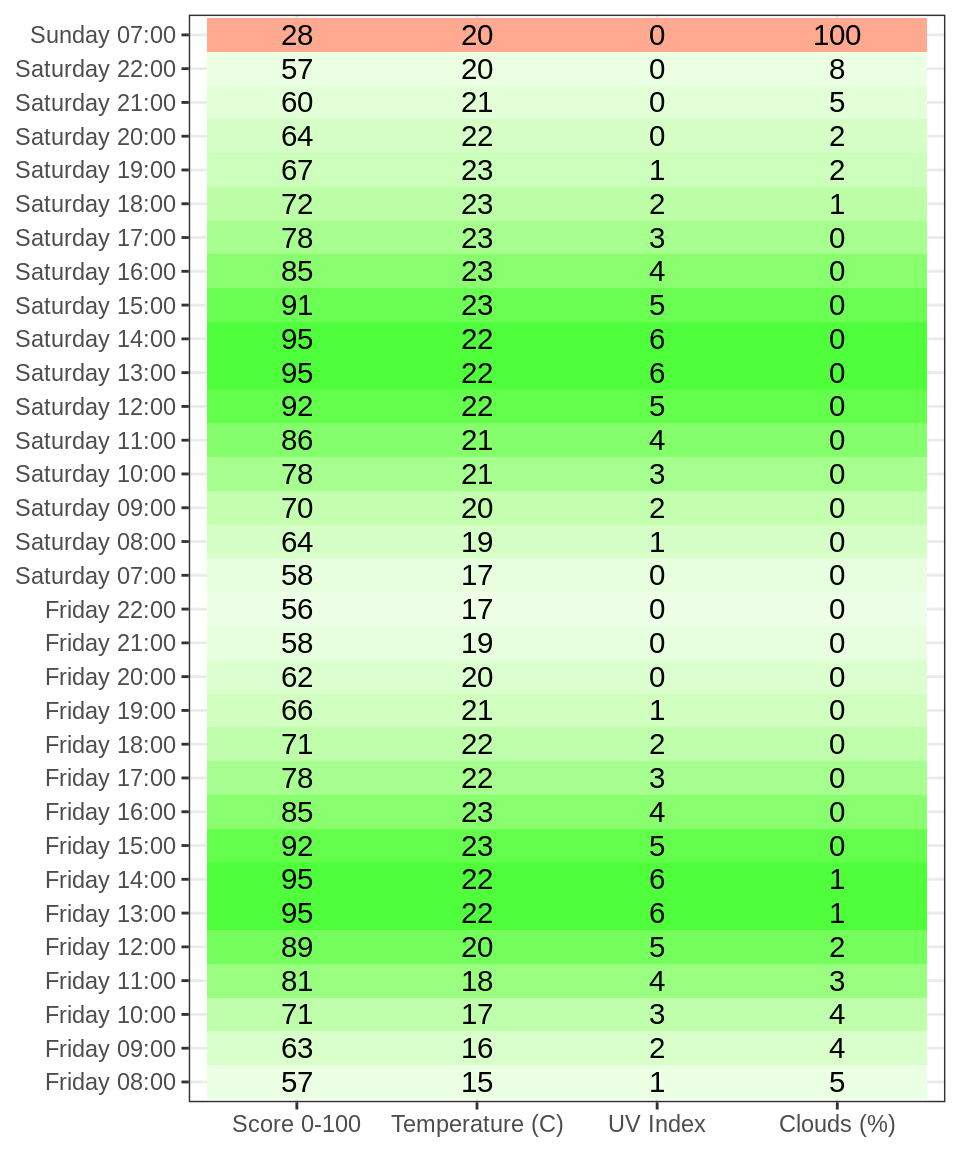 Sunday 07:00 28 20 0 100
Saturday 22:00 57 20 0 8
Saturday 21:00 60 21 0 5
Saturday 20:00 64 22 0 2
Saturday 19:00 67 23 1 2
Saturday 18:00 72 23 2 1
Saturday 17:00 78 23 3 0
Saturday 16:00 85 23 4 0
Saturday 15:00 91 23 5 0
Saturday 14:00 95 22 6 0
Saturday 13:00 95 22 6 0
Saturday 12:00 92 22 5 0
Saturday 11:00 86 21 4 0
Saturday 10:00 78 21 3 0
Saturday 09:00 70 20 2 0
Saturday 08:00 64 19 1 0
Saturday 07:00 58 17 0 0
Friday 22:00 56 17 0 0
Friday 21:00 58 19 0 0
Friday 20:00 62 20 0 0
Friday 19:00 66 21 1 0
Friday 18:00 71 22 2 0
Friday 17:00 78 22 3 0
Friday 16:00 85 23 4 0
Friday 15:00 92 23 5 0
Friday 14:00 95 22 6 1
Friday 13:00 95 22 6 1
Friday 12:00 89 20 5 2
Friday 11:00 81 18 4 3
Friday 10:00 71 17 3 4
Friday 09:00 63 16 2 4
Friday 08:00 57 15 1 5
Score 0-100 Temperature (C) UV Index Clouds (%)